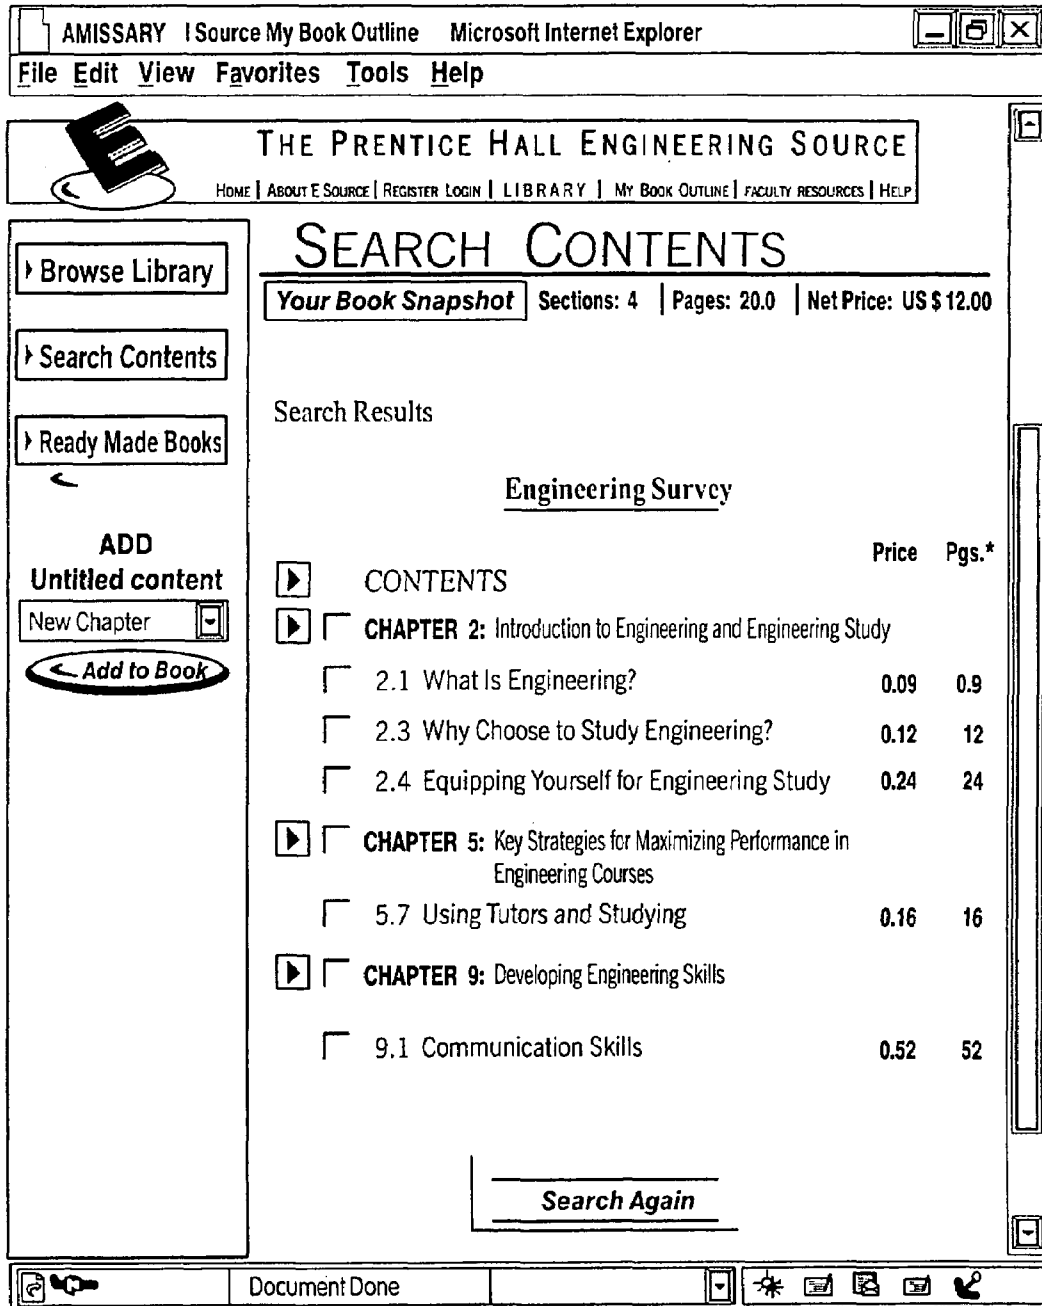 AMISSARY I Source My Book Outline Microsoft Internet Explorer
File Edit View Favorites Tools Help
E
THE PRENTICE HALL ENGINEERING SOURCE
HOME | ABOUT E SOURCE | REGISTER LOGIN | LIBRARY | MY BOOK OUTLINE | FACULTY RESOURCES | HELP
SEARCH CONTENTS
Your Book Snapshot Sections: 4 | Pages: 20.0 | Net Price: US $ 12.00
Browse Library
Search Contents
Ready Made Books
ADD
Untitled content
New Chapter
Add to Book
Search Results
Engineering Survey
Price Pgs.*
CONTENTS
CHAPTER 2: Introduction to Engineering and Engineering Study
2.1 What Is Engineering? 0.09 0.9
2.3 Why Choose to Study Engineering? 0.12 12
2.4 Equipping Yourself for Engineering Study 0.24 24
CHAPTER 5: Key Strategies for Maximizing Performance in
Engineering Courses
5.7 Using Tutors and Studying 0.16 16
CHAPTER 9: Developing Engineering Skills
9.1 Communication Skills 0.52 52
Search Again
Document Done